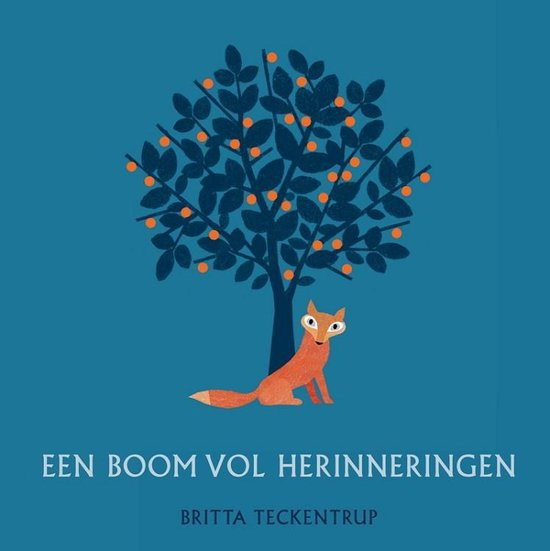 EEN BOOM VOL HERINNERINGEN
BRITTA TECKENTRUP